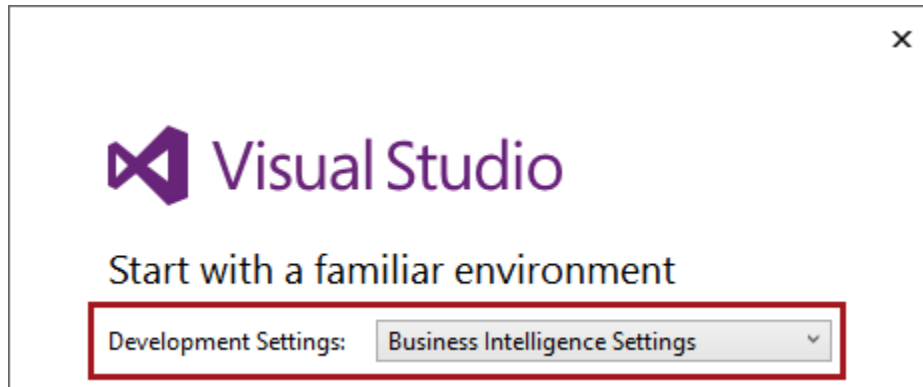 Visual Studio
Start with a familiar environment
Development Settings: Business Intelligence Settings